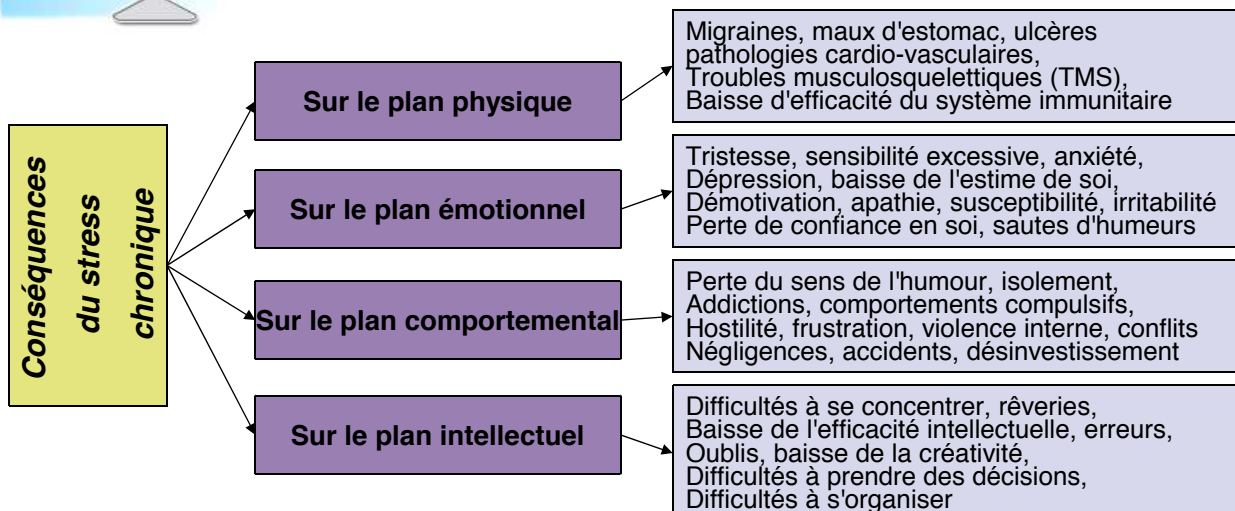 Conséquences
du stress
chronique
Sur le plan physique
Migraines, maux d'estomac, ulcères
pathologies cardio-vasculaires,
Troubles musculosquelettiques (TMS),
Baisse d'efficacité du système immunitaire
Sur le plan émotionnel
Tristesse, sensibilité excessive, anxiété,
Dépression, baisse de l'estime de soi,
Démotivation, apathie, susceptibilité, irritabilité
Perte de confiance en soi, sautes d'humeurs
Sur le plan comportemental
Perte du sens de l'humour, isolement,
Addictions, comportements compulsifs,
Hostilité, frustration, violence interne, conflits
Négligences, accidents, désinvestissement
Sur le plan intellectuel
Difficultés à se concentrer, rêveries,
Baisse de l'efficacité intellectuelle, erreurs,
Oublis, baisse de la créativité,
Difficultés à prendre des décisions,
Difficultés à s'organiser